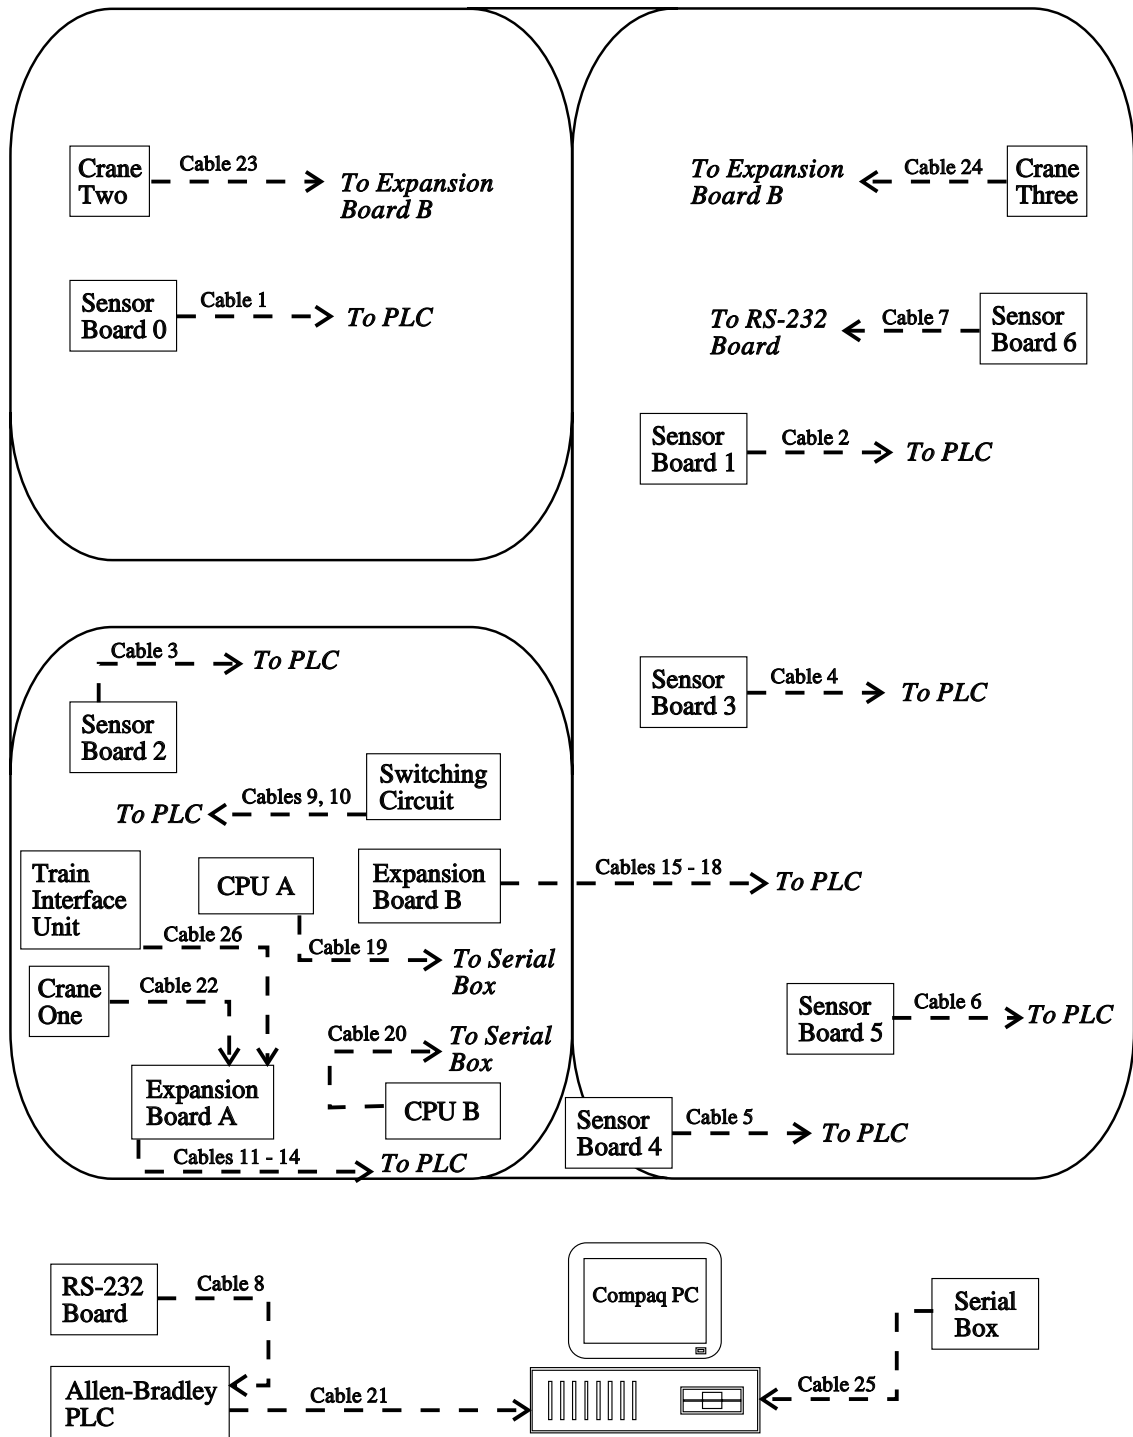 Crane
Two
Cable 23
To Expansion
Board B
To Expansion
Board B
Cable 24
Crane
Three
Sensor
Board 0
Cable 1
To PLC
To RS-232
Board
Cable 7
Sensor
Board 6
Sensor
Board 1
Cable 2
To PLC
Cable 3
To PLC
Sensor
Board 2
Sensor
Board 3
Cable 4
To PLC
To PLC
Cables 9, 10
Switching
Circuit
Train
Interface
Unit
CPU A
Expansion
Board B
Cables 15 - 18
To PLC
Cable 26
Cable 19
To Serial
Box
Crane
One
Cable 22
Sensor
Board 5
Cable 6
To PLC
Cable 20
To Serial
Box
Expansion
Board A
CPU B
Sensor
Board 4
Cable 5
To PLC
Cables 11 - 14
To PLC
RS-232
Board
Cable 8
Compaq PC
Serial
Box
Allen-Bradley
PLC
Cable 21
Cable 25